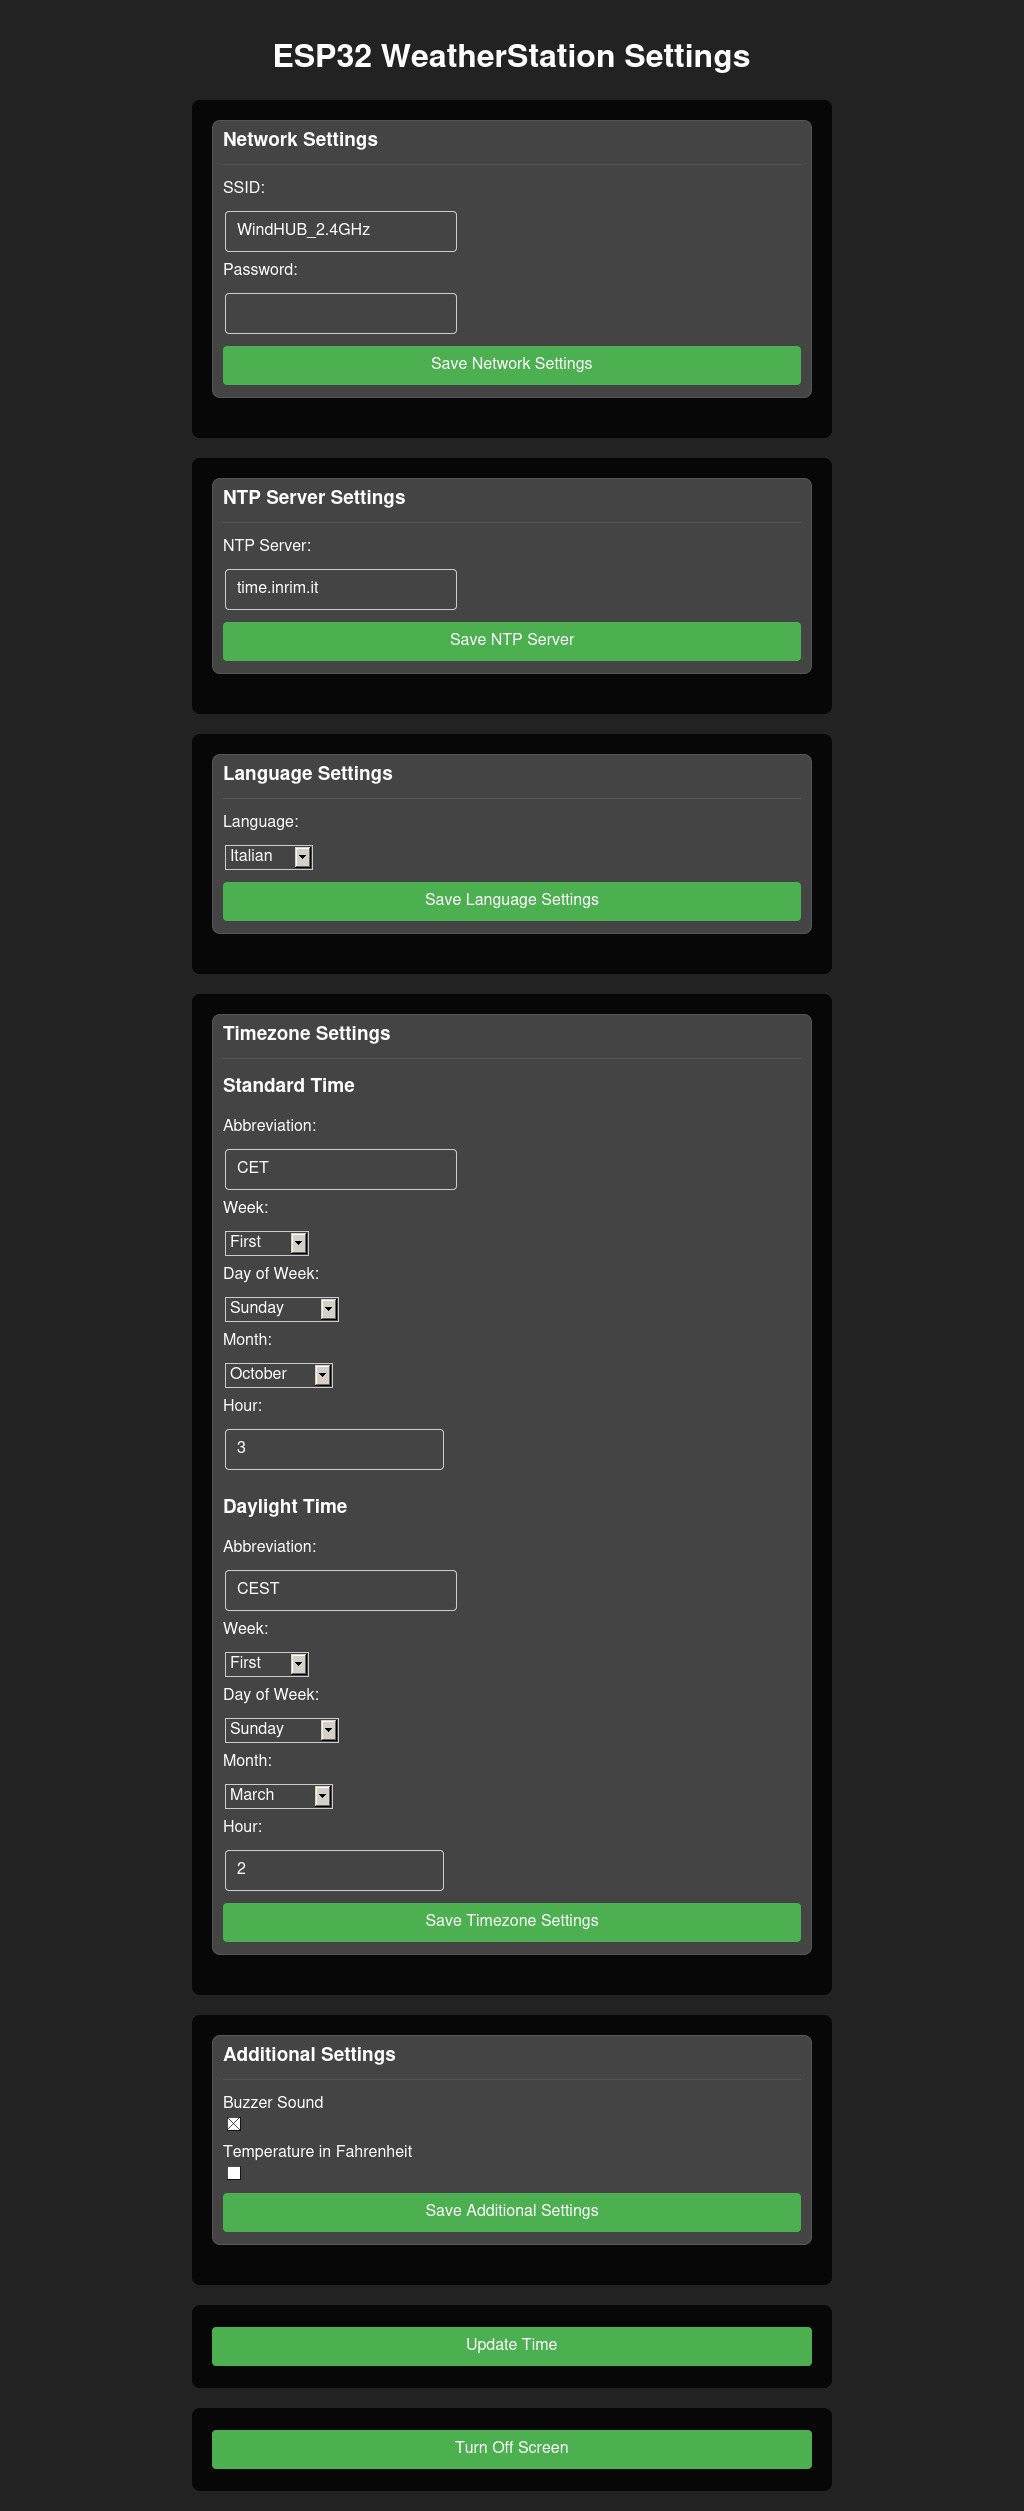 ESP32 WeatherStation Settings
Network Settings
SSID:
WindHUB_2.4GHz
Password:
Save Network Settings
NTP Server Settings
NTP Server:
time.inrim.it
Save NTP Server
Language Settings
Language:
Italian
Save Language Settings
Timezone Settings
Standard Time
Abbreviation:
CET
Week:
First
Day of Week:
Sunday
Month:
October
Hour:
3
Daylight Time
Abbreviation:
CEST
Week:
First
Day of Week:
Sunday
Month:
March
Hour:
2
Save Timezone Settings
Additional Settings
Buzzer Sound
Temperature in Fahrenheit
Save Additional Settings
Update Time
Turn Off Screen